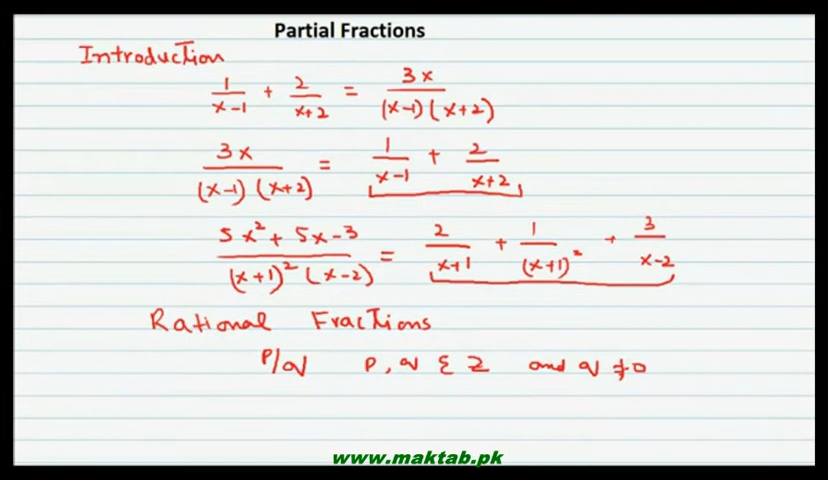 Partial Fractions
Introduction
1/(x-1) + 2/(x+2) = 3x/((x-1)(x+2))
3x/((x-1)(x+2)) = 1/(x-1) + 2/(x+2)
(5x² + 5x-3)/((x+1)²(x-2)) = 2/(x+1) + 1/(x+1)² + 3/(x-2)
Rational Fractions
P/q P, q ∈ Z and q ≠ 0
www.maktab.pk